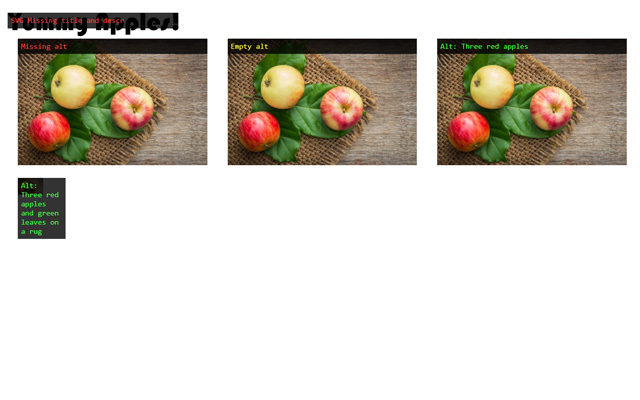 Yummy Apples!
SVG Missing title and descr
Missing alt
Empty alt
Alt: Three red apples
Alt:
Three red
apples
and green
leaves on
a rug